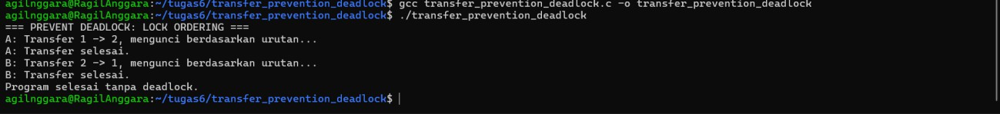 agilnggara@RagilAnggara:~/tugas6/transfer_prevention_deadlock$ gcc transfer_prevention_deadlock.c -o transfer_prevention_deadlock
agilnggara@RagilAnggara:~/tugas6/transfer_prevention_deadlock$ ./transfer_prevention_deadlock
=== PREVENT DEADLOCK: LOCK ORDERING ===
A: Transfer 1 -> 2, mengunci berdasarkan urutan...
A: Transfer selesai.
B: Transfer 2 -> 1, mengunci berdasarkan urutan...
B: Transfer selesai.
Program selesai tanpa deadlock.
agilnggara@RagilAnggara:~/tugas6/transfer_prevention_deadlock$